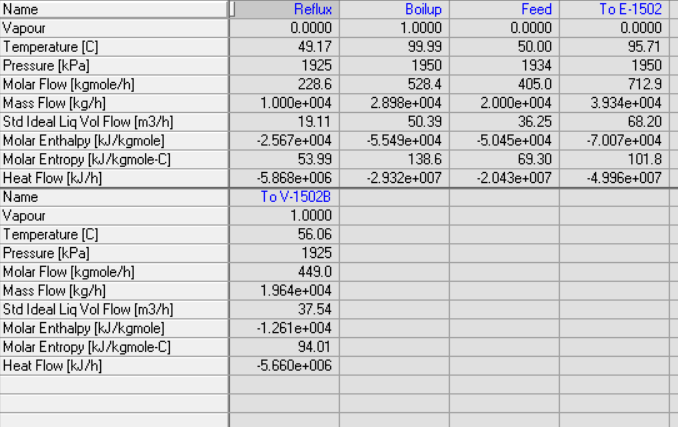 Name Reflux Boilup Feed To E-1502
Vapour 0.0000 1.0000 0.0000 0.0000
Temperature [C] 49.17 99.99 50.00 95.71
Pressure [kPa] 1925 1950 1934 1950
Molar Flow [kgmole/h] 228.6 528.4 405.0 712.9
Mass Flow [kg/h] 1.000e+004 2.898e+004 2.000e+004 3.934e+004
Std Ideal Liq Vol Flow [m3/h] 19.11 50.39 36.25 68.20
Molar Enthalpy [kJ/kgmole] -2.567e+004 -5.549e+004 -5.045e+004 -7.007e+004
Molar Entropy [kJ/kgmole-C] 53.99 138.6 69.30 101.8
Heat Flow [kJ/h] -5.868e+006 -2.932e+007 -2.043e+007 -4.996e+007
Name To V-1502B
Vapour 1.0000
Temperature [C] 56.06
Pressure [kPa] 1925
Molar Flow [kgmole/h] 449.0
Mass Flow [kg/h] 1.964e+004
Std Ideal Liq Vol Flow [m3/h] 37.54
Molar Enthalpy [kJ/kgmole] -1.261e+004
Molar Entropy [kJ/kgmole-C] 94.01
Heat Flow [kJ/h] -5.660e+006